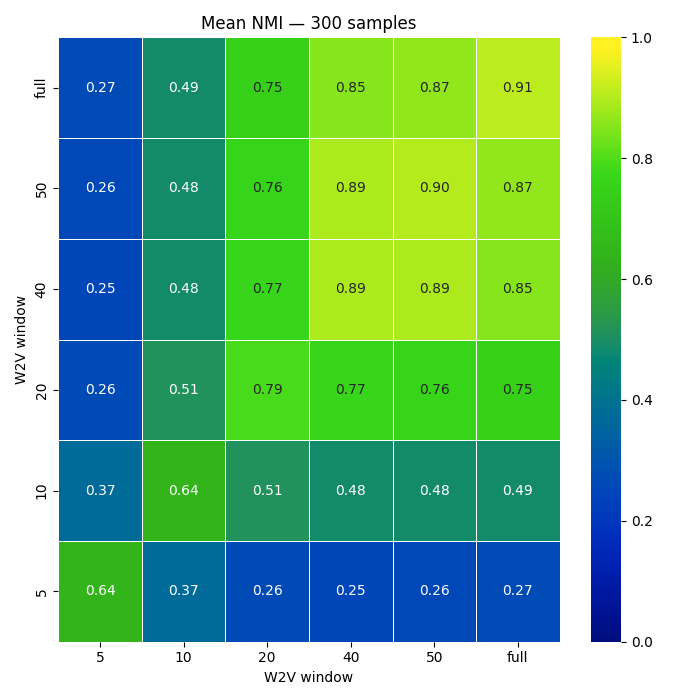 Mean NMI — 300 samples
full 0.27 0.49 0.75 0.85 0.87 0.91
50 0.26 0.48 0.76 0.89 0.90 0.87
40 0.25 0.48 0.77 0.89 0.89 0.85
20 0.26 0.51 0.79 0.77 0.76 0.75
10 0.37 0.64 0.51 0.48 0.48 0.49
5 0.64 0.37 0.26 0.25 0.26 0.27
5 10 20 40 50 full
W2V window
W2V window
1.0
0.8
0.6
0.4
0.2
0.0